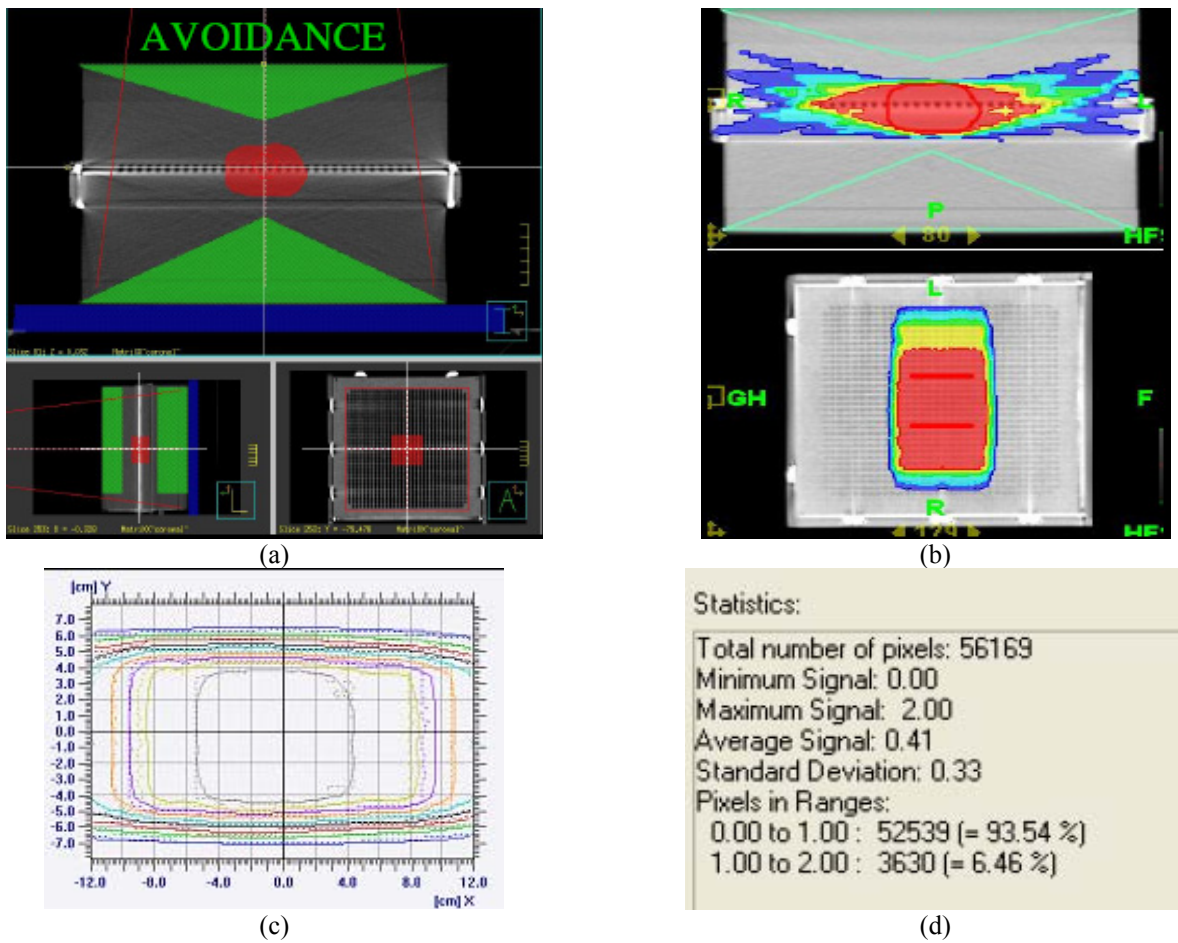 AVOIDANCE
R
L
P
80
HFS
L
GH
F
R
179
(a)
(b)
[cm] Y
7.0
6.0
5.0
4.0
3.0
2.0
1.0
0.0
-1.0
-2.0
-3.0
-4.0
-5.0
-6.0
-7.0
-12.0 -8.0 -4.0 0.0 4.0 8.0 12.0
[cm] X
Statistics:
Total number of pixels: 56169
Minimum Signal: 0.00
Maximum Signal: 2.00
Average Signal: 0.41
Standard Deviation: 0.33
Pixels in Ranges:
0.00 to 1.00 : 52539 (= 93.54 %)
1.00 to 2.00 : 3630 (= 6.46 %)
(c)
(d)